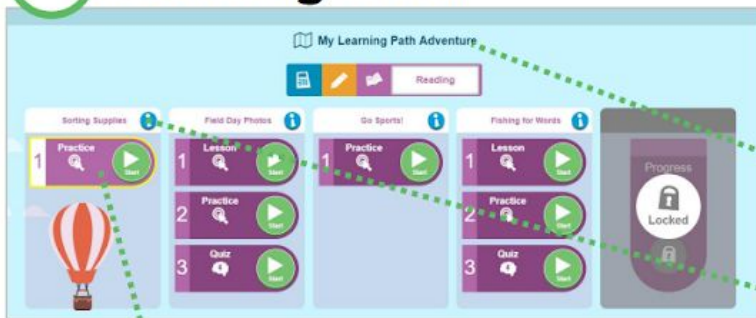 My Learning Path Adventure
Reading
Sorting Supplies
1 Practice
Start
Field Day Photos
1 Lesson
Start
2 Practice
Start
3 Quiz
Start
Go Sports!
1 Practice
Start
Fishing for Words
1 Lesson
Start
2 Practice
Start
3 Quiz
Start
Progress
Locked